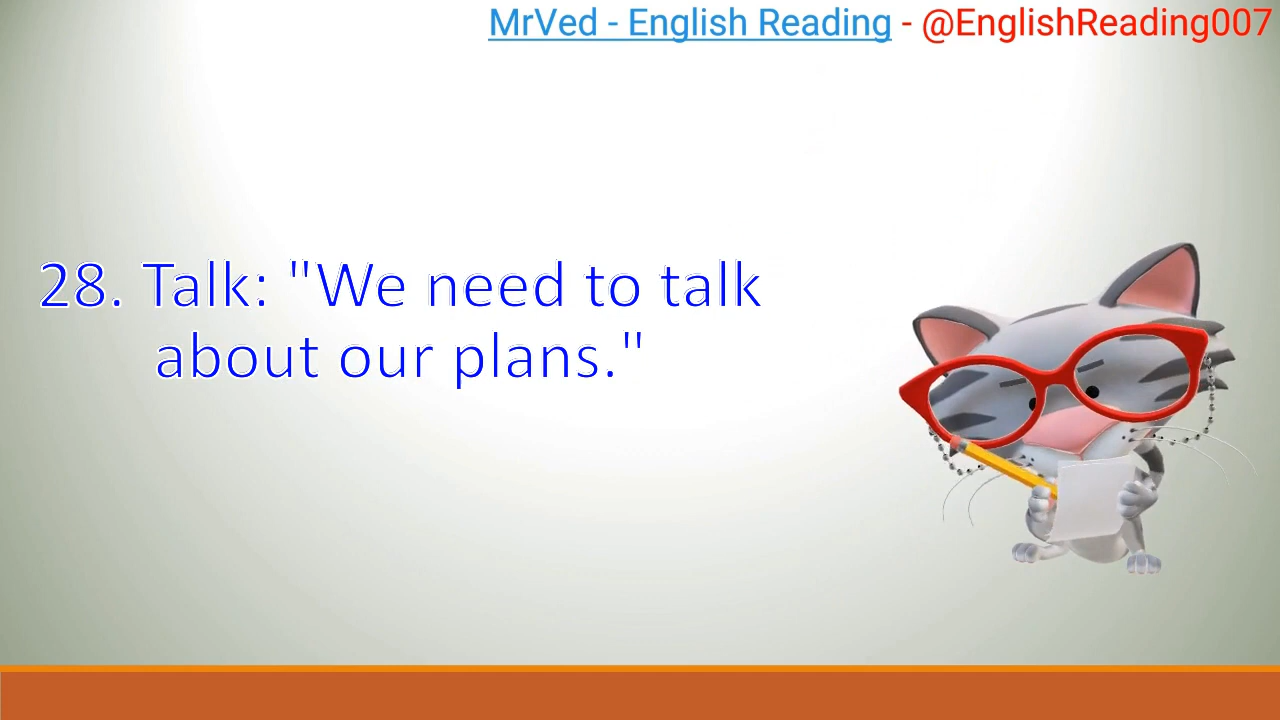 MrVed - English Reading - @EnglishReading007
28. Talk: "We need to talk
about our plans."